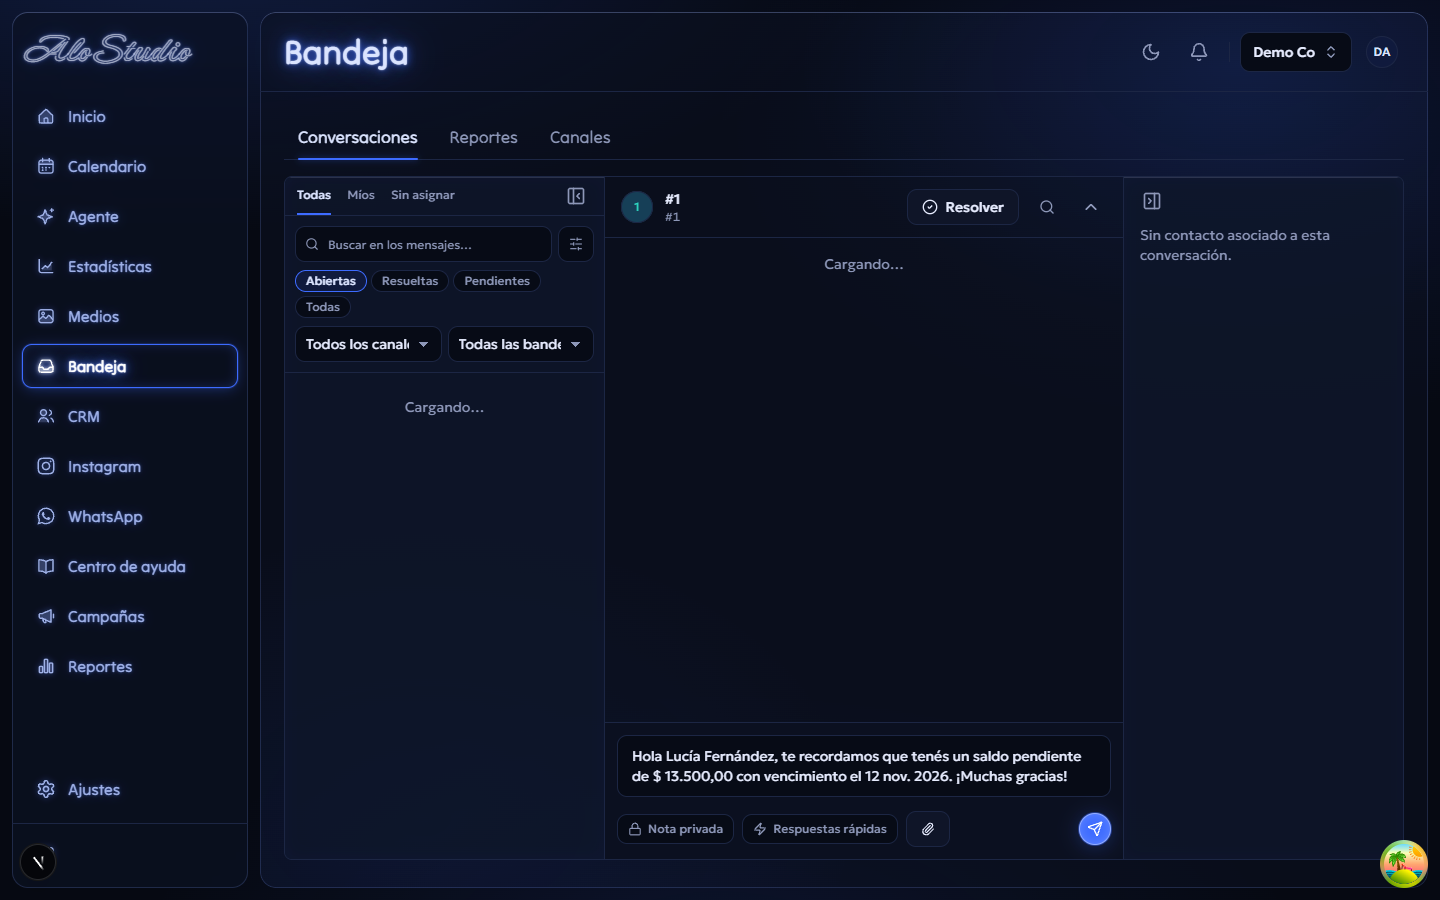 AloStudio
Inicio
Calendario
Agente
Estadísticas
Medios
Bandeja
CRM
Instagram
WhatsApp
Centro de ayuda
Campañas
Reportes
Ajustes
Bandeja
Demo Co
DA
Conversaciones
Reportes
Canales
Todas
Míos
Sin asignar
Buscar en los mensajes...
Abiertas
Resueltas
Pendientes
Todas
Todos los canal
Todas las bande
Cargando...
1
#1
#1
Resolver
Cargando...
Hola Lucía Fernández, te recordamos que tenés un saldo pendiente
de $ 13.500,00 con vencimiento el 12 nov. 2026. ¡Muchas gracias!
Nota privada
Respuestas rápidas
Sin contacto asociado a esta
conversación.